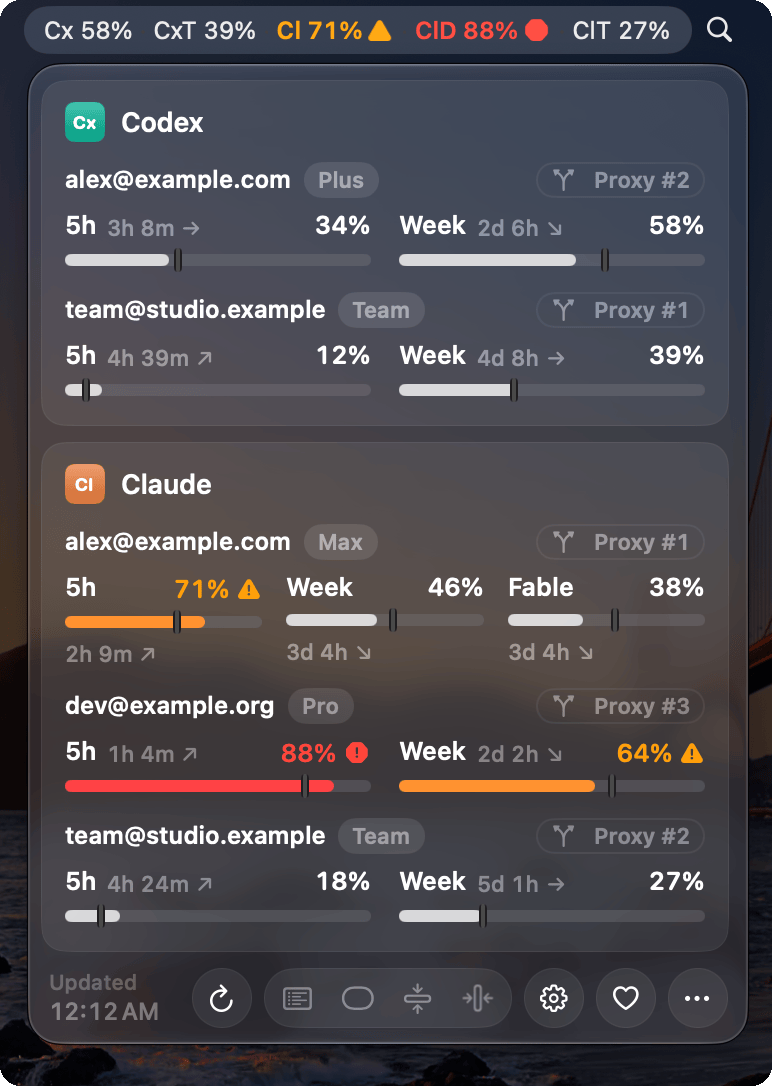 Cx 58% CxT 39% Cl 71% ClD 88% ClT 27%
Cx Codex
alex@example.com Plus Proxy #2
5h 3h 8m → 34% Week 2d 6h ↘ 58%
team@studio.example Team Proxy #1
5h 4h 39m ↗ 12% Week 4d 8h → 39%
Cl Claude
alex@example.com Max Proxy #1
5h 71% Week 46% Fable 38%
2h 9m ↗ 3d 4h ↘ 3d 4h ↘
dev@example.org Pro Proxy #3
5h 1h 4m ↗ 88% Week 2d 2h ↘ 64%
team@studio.example Team Proxy #2
5h 4h 24m ↗ 18% Week 5d 1h → 27%
Updated
12:12 AM